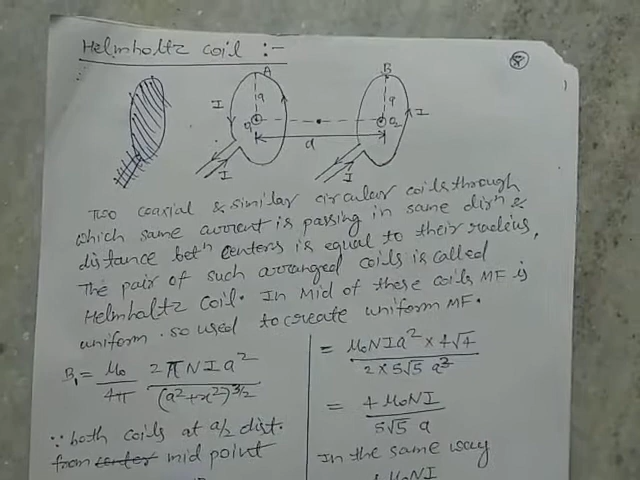 Helmholtz coil :-
8
A
B
a
a
I
I
O1
O2
a
I
I
Two coaxial & similar circular coils through
which same current is passing in same dirⁿ &
distance betⁿ centers is equal to their radius,
The pair of such arranged coils is called
Helmholtz Coil. In Mid of these coils MF is
uniform. so used to create uniform MF.
B₁ = μ₀/4π 2πNIa²/(a²+x²)^3/2
∵ both coils at a/2 dist.
from center mid point
= μ₀NIa² × 4√4 / 2×5√5 a³
= 4μ₀NI / 5√5 a
In the same way
4 μ₀NI